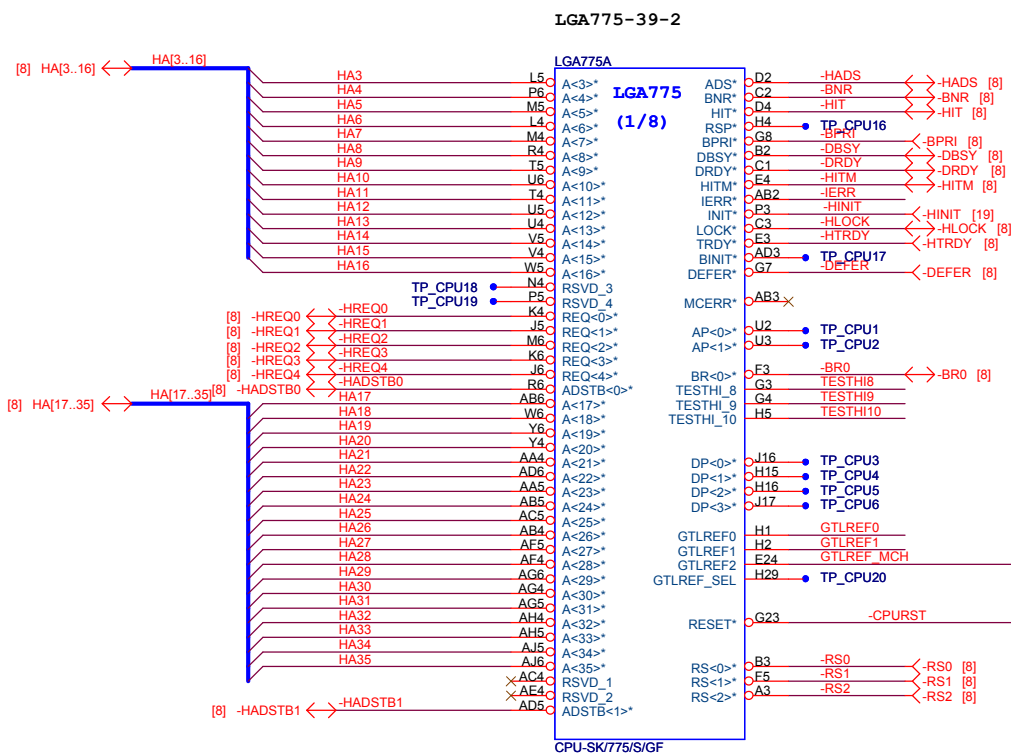 LGA775-39-2
LGA775A
LGA775
(1/8)
[8] HA[3..16] HA[3..16]
HA3 L5 A<3>* ADS* D2 -HADS -HADS [8]
HA4 P6 A<4>* BNR* C2 -BNR -BNR [8]
HA5 M5 A<5>* HIT* D4 -HIT -HIT [8]
HA6 L4 A<6>* RSP* H4 TP_CPU16
HA7 M4 A<7>* BPRI* G8 -BPRI -BPRI [8]
HA8 R4 A<8>* DBSY* B2 -DBSY -DBSY [8]
HA9 T5 A<9>* DRDY* C1 -DRDY -DRDY [8]
HA10 U6 A<10>* HITM* E4 -HITM -HITM [8]
HA11 T4 A<11>* IERR* AB2 -IERR
HA12 U5 A<12>* INIT* P3 -HINIT -HINIT [19]
HA13 U4 A<13>* LOCK* C3 -HLOCK -HLOCK [8]
HA14 V5 A<14>* TRDY* E3 -HTRDY -HTRDY [8]
HA15 V4 A<15>* BINIT* AD3 TP_CPU17
HA16 W5 A<16>* DEFER* G7 -DEFER -DEFER [8]
TP_CPU18 N4 RSVD_3
TP_CPU19 P5 RSVD_4 MCERR* AB3
[8] -HREQ0 -HREQ0 K4 REQ<0>*
[8] -HREQ1 -HREQ1 J5 REQ<1>* AP<0>* U2 TP_CPU1
[8] -HREQ2 -HREQ2 M6 REQ<2>* AP<1>* U3 TP_CPU2
[8] -HREQ3 -HREQ3 K6 REQ<3>*
[8] -HREQ4 -HREQ4 J6 REQ<4>* BR<0>* F3 -BR0 -BR0 [8]
[8] -HADSTB0 -HADSTB0 R6 ADSTB<0>* TESTHI_8 G3 TESTHI8
[8] HA[17..35] HA[17..35]
HA17 AB6 A<17>* TESTHI_9 G4 TESTHI9
HA18 W6 A<18>* TESTHI_10 H5 TESTHI10
HA19 Y6 A<19>*
HA20 Y4 A<20>*
HA21 AA4 A<21>* DP<0>* J16 TP_CPU3
HA22 AD6 A<22>* DP<1>* H15 TP_CPU4
HA23 AA5 A<23>* DP<2>* H16 TP_CPU5
HA24 AB5 A<24>* DP<3>* J17 TP_CPU6
HA25 AC5 A<25>*
HA26 AB4 A<26>* GTLREF0 H1 GTLREF0
HA27 AF5 A<27>* GTLREF1 H2 GTLREF1
HA28 AF4 A<28>* GTLREF2 E24 GTLREF_MCH
HA29 AG6 A<29>* GTLREF_SEL H29 TP_CPU20
HA30 AG4 A<30>*
HA31 AG5 A<31>*
HA32 AH4 A<32>* RESET* G23 -CPURST
HA33 AH5 A<33>*
HA34 AJ5 A<34>*
HA35 AJ6 A<35>* RS<0>* B3 -RS0 -RS0 [8]
AC4 RSVD_1 RS<1>* F5 -RS1 -RS1 [8]
AE4 RSVD_2 RS<2>* A3 -RS2 -RS2 [8]
[8] -HADSTB1 -HADSTB1 AD5 ADSTB<1>*
CPU-SK/775/S/GF